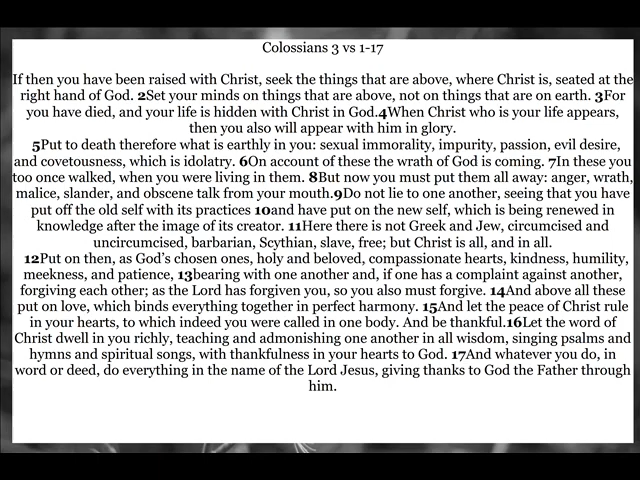 Colossians 3 vs 1-17
If then you have been raised with Christ, seek the things that are above, where Christ is, seated at the
right hand of God. 2Set your minds on things that are above, not on things that are on earth. 3For
you have died, and your life is hidden with Christ in God.4When Christ who is your life appears,
then you also will appear with him in glory.
5Put to death therefore what is earthly in you: sexual immorality, impurity, passion, evil desire,
and covetousness, which is idolatry. 6On account of these the wrath of God is coming. 7In these you
too once walked, when you were living in them. 8But now you must put them all away: anger, wrath,
malice, slander, and obscene talk from your mouth.9Do not lie to one another, seeing that you have
put off the old self with its practices 10and have put on the new self, which is being renewed in
knowledge after the image of its creator. 11Here there is not Greek and Jew, circumcised and
uncircumcised, barbarian, Scythian, slave, free; but Christ is all, and in all.
12Put on then, as God's chosen ones, holy and beloved, compassionate hearts, kindness, humility,
meekness, and patience, 13bearing with one another and, if one has a complaint against another,
forgiving each other; as the Lord has forgiven you, so you also must forgive. 14And above all these
put on love, which binds everything together in perfect harmony. 15And let the peace of Christ rule
in your hearts, to which indeed you were called in one body. And be thankful.16Let the word of
Christ dwell in you richly, teaching and admonishing one another in all wisdom, singing psalms and
hymns and spiritual songs, with thankfulness in your hearts to God. 17And whatever you do, in
word or deed, do everything in the name of the Lord Jesus, giving thanks to God the Father through
him.